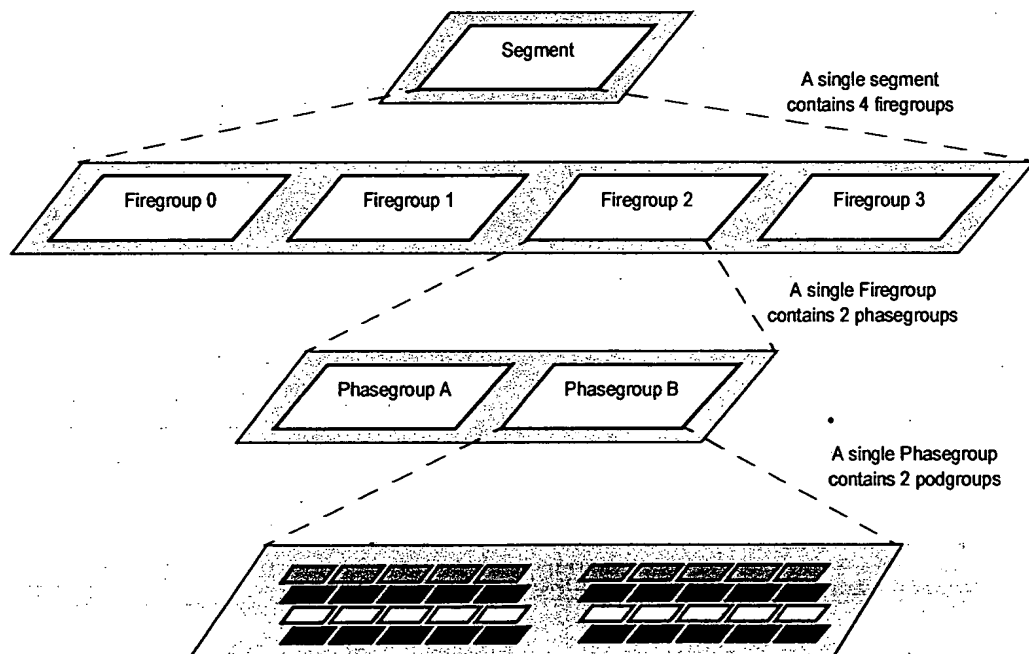 Segment
A single segment
contains 4 firegroups
Firegroup 0
Firegroup 1
Firegroup 2
Firegroup 3
A single Firegroup
contains 2 phasegroups
Phasegroup A
Phasegroup B
A single Phasegroup
contains 2 podgroups